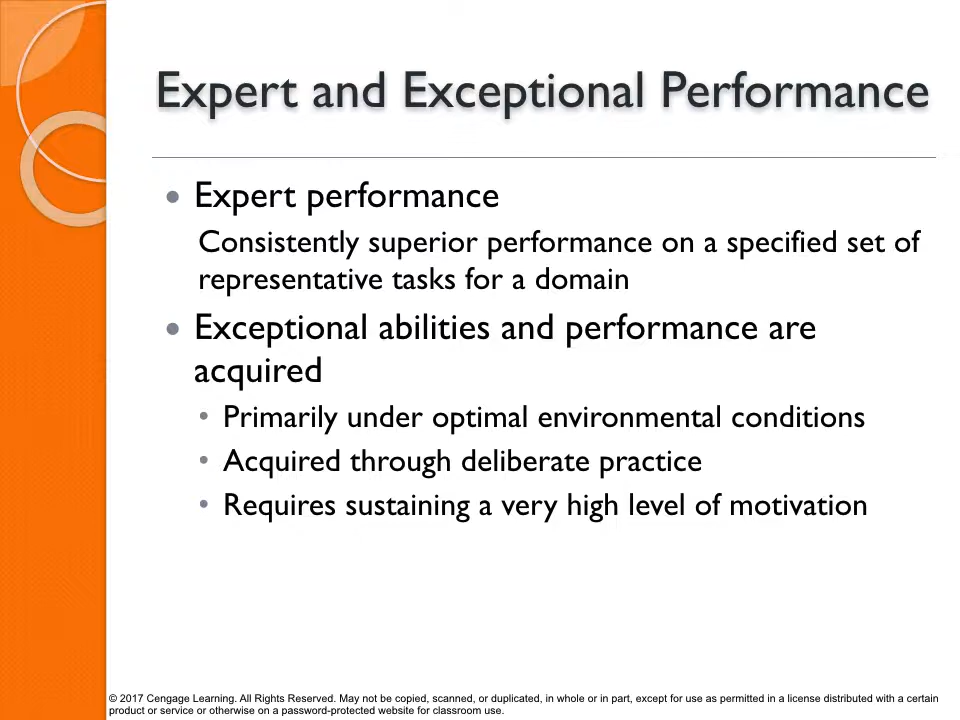 Expert and Exceptional Performance
• Expert performance
Consistently superior performance on a specified set of
representative tasks for a domain
• Exceptional abilities and performance are
acquired
• Primarily under optimal environmental conditions
• Acquired through deliberate practice
• Requires sustaining a very high level of motivation
© 2017 Cengage Learning. All Rights Reserved. May not be copied, scanned, or duplicated, in whole or in part, except for use as permitted in a license distributed with a certain
product or service or otherwise on a password-protected website for classroom use.